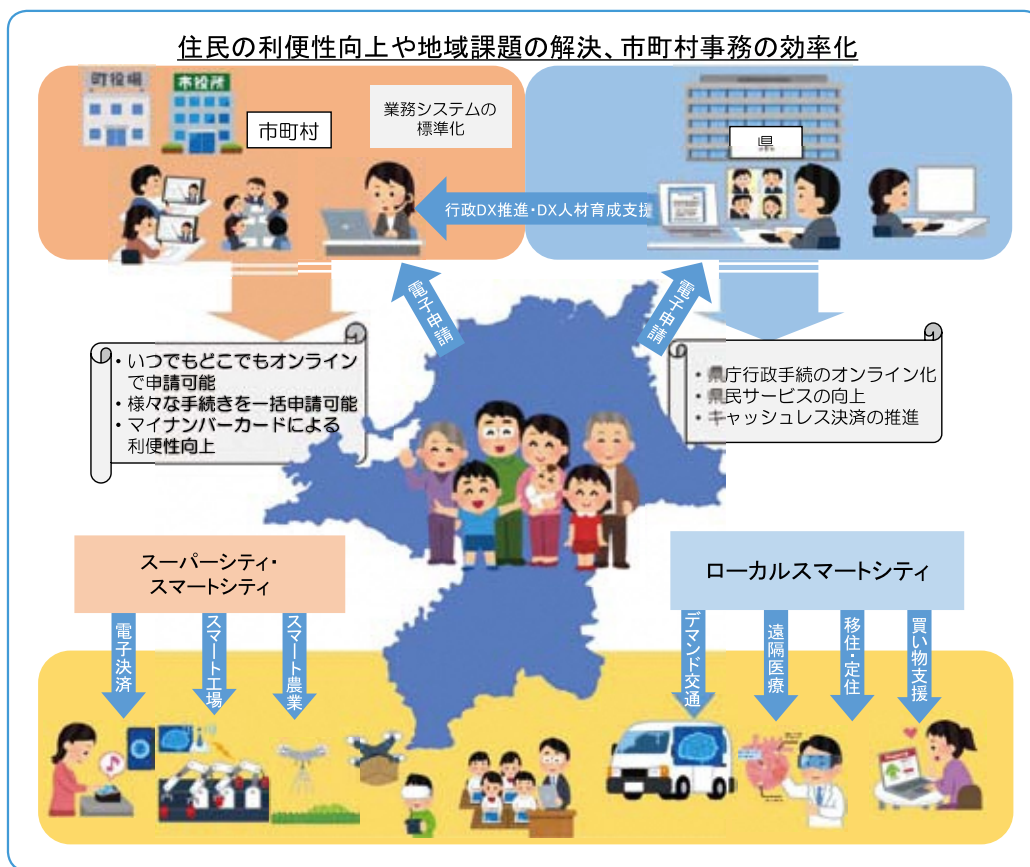 住民の利便性向上や地域課題の解決、市町村事務の効率化
町役場
市役所
市町村
業務システムの
標準化
県
行政DX推進・DX人材育成支援
電子申請
電子申請
・いつでもどこでもオンライン
で申請可能
・様々な手続きを一括申請可能
・マイナンバーカードによる
利便性向上
・県庁行政手続のオンライン化
・県民サービスの向上
・キャッシュレス決済の推進
スーパーシティ・
スマートシティ
ローカルスマートシティ
電子決済
スマート工場
スマート農業
デマンド交通
遠隔医療
移住・定住
買い物支援